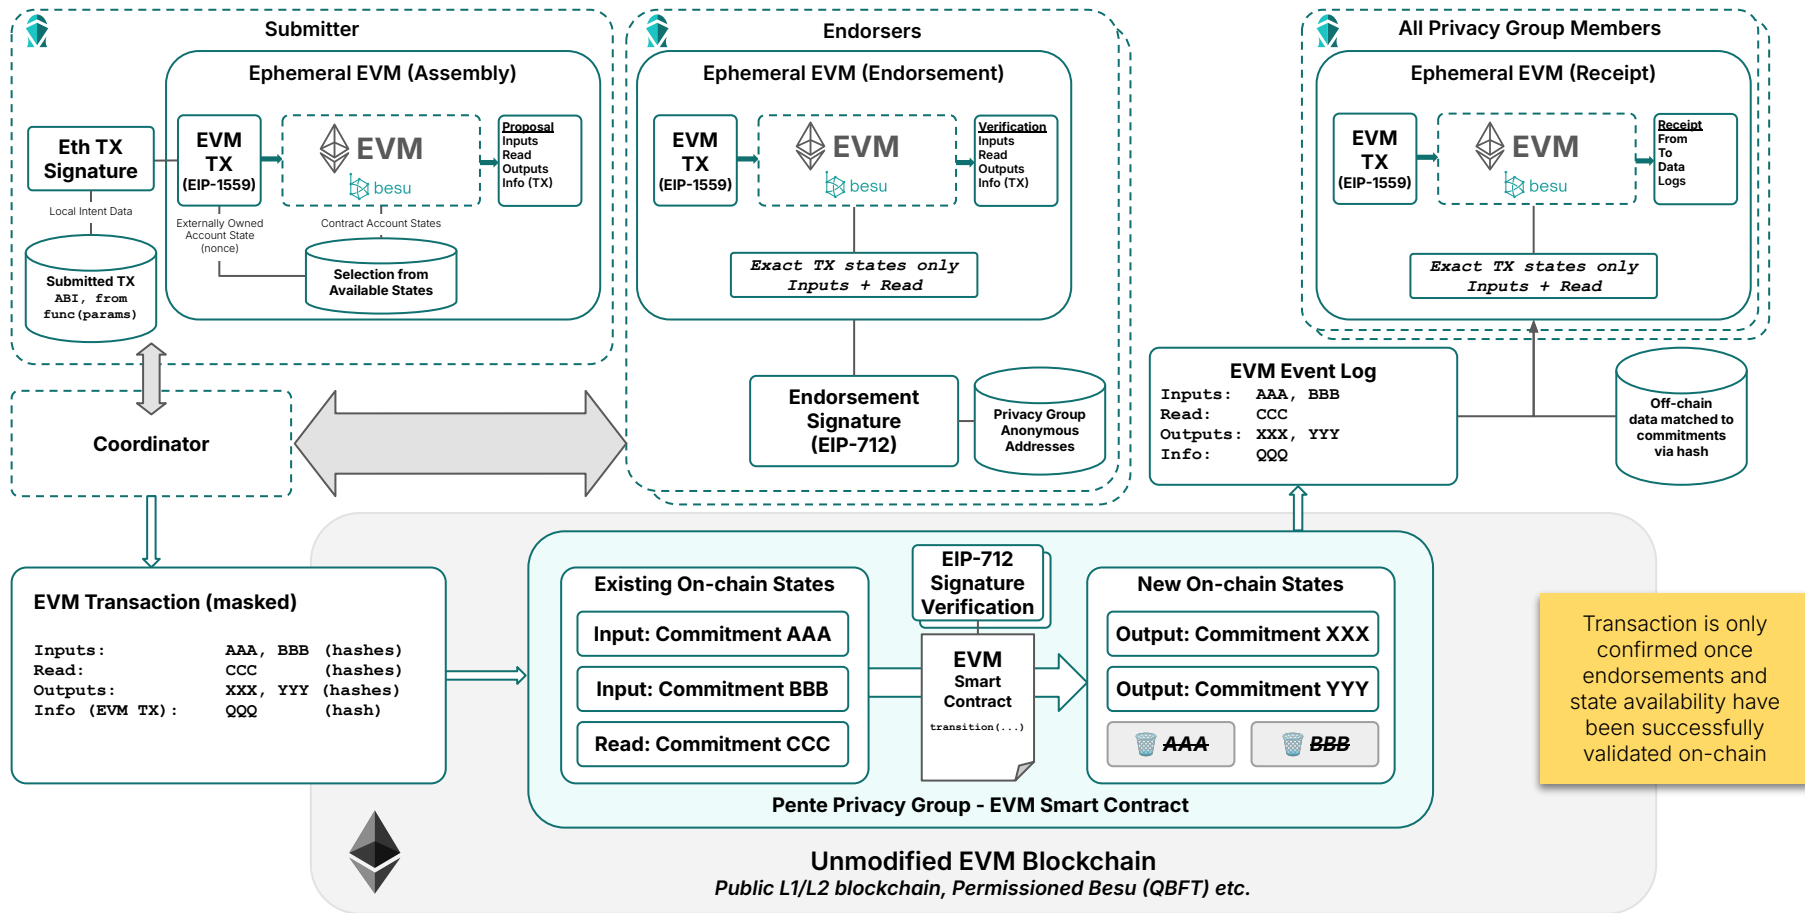 Submitter
Ephemeral EVM (Assembly)
Eth TX
Signature
EVM
TX
(EIP-1559)
EVM
besu
Proposal
Inputs
Read
Outputs
Info (TX)
Local Intent Data
Externally Owned
Account State
(nonce)
Contract Account States
Submitted TX
ABI, from
func(params)
Selection from
Available States
Endorsers
Ephemeral EVM (Endorsement)
EVM
TX
(EIP-1559)
EVM
besu
Verification
Inputs
Read
Outputs
Info (TX)
Exact TX states only
Inputs + Read
Endorsement
Signature
(EIP-712)
Privacy Group
Anonymous
Addresses
All Privacy Group Members
Ephemeral EVM (Receipt)
EVM
TX
(EIP-1559)
EVM
besu
Receipt
From
To
Data
Logs
Exact TX states only
Inputs + Read
EVM Event Log
Inputs: AAA, BBB
Read: CCC
Outputs: XXX, YYY
Info: QQQ
Off-chain
data matched to
commitments
via hash
Coordinator
EVM Transaction (masked)
Inputs: AAA, BBB (hashes)
Read: CCC (hashes)
Outputs: XXX, YYY (hashes)
Info (EVM TX): QQQ (hash)
Existing On-chain States
Input: Commitment AAA
Input: Commitment BBB
Read: Commitment CCC
EIP-712
Signature
Verification
EVM
Smart
Contract
transition(...)
New On-chain States
Output: Commitment XXX
Output: Commitment YYY
AAA
BBB
Pente Privacy Group - EVM Smart Contract
Transaction is only
confirmed once
endorsements and
state availability have
been successfully
validated on-chain
Unmodified EVM Blockchain
Public L1/L2 blockchain, Permissioned Besu (QBFT) etc.